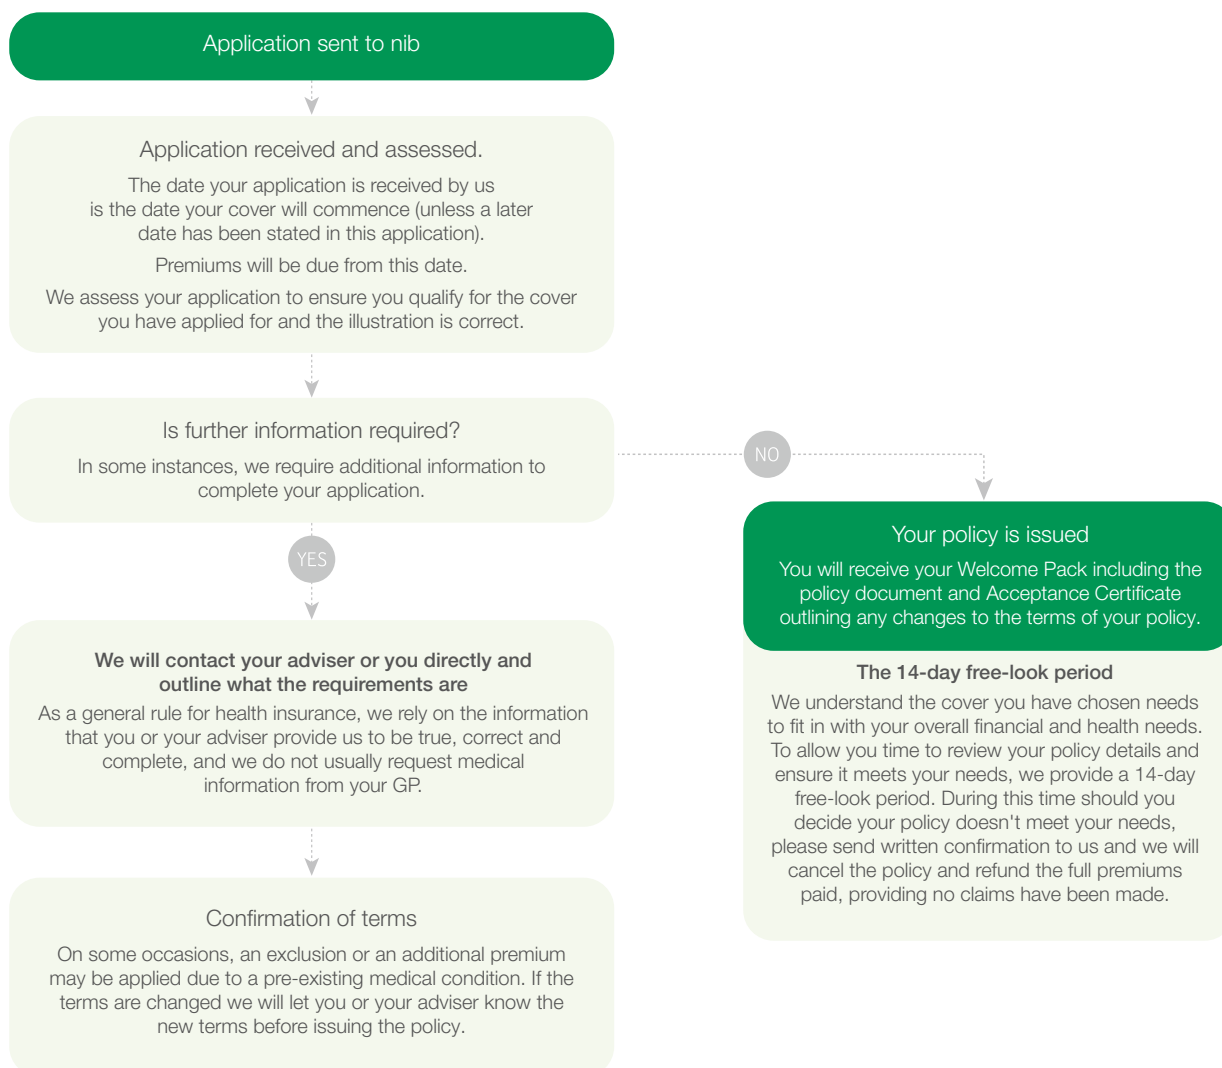 Application sent to nib
Application received and assessed.
The date your application is received by us
is the date your cover will commence (unless a later
date has been stated in this application).
Premiums will be due from this date.
We assess your application to ensure you qualify for the cover
you have applied for and the illustration is correct.
Is further information required?
In some instances, we require additional information to
complete your application.
NO
YES
We will contact your adviser or you directly and
outline what the requirements are
As a general rule for health insurance, we rely on the information
that you or your adviser provide us to be true, correct and
complete, and we do not usually request medical
information from your GP.
Confirmation of terms
On some occasions, an exclusion or an additional premium
may be applied due to a pre-existing medical condition. If the
terms are changed we will let you or your adviser know the
new terms before issuing the policy.
Your policy is issued
You will receive your Welcome Pack including the
policy document and Acceptance Certificate
outlining any changes to the terms of your policy.
The 14-day free-look period
We understand the cover you have chosen needs
to fit in with your overall financial and health needs.
To allow you time to review your policy details and
ensure it meets your needs, we provide a 14-day
free-look period. During this time should you
decide your policy doesn't meet your needs,
please send written confirmation to us and we will
cancel the policy and refund the full premiums
paid, providing no claims have been made.